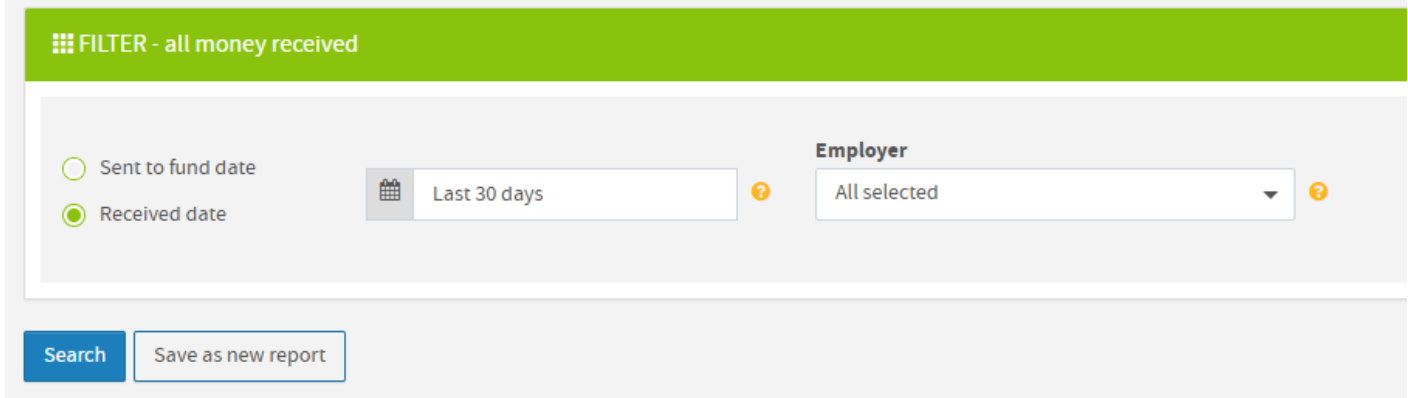 FILTER - all money received
Sent to fund date
Received date
Last 30 days
Employer
All selected
Search
Save as new report